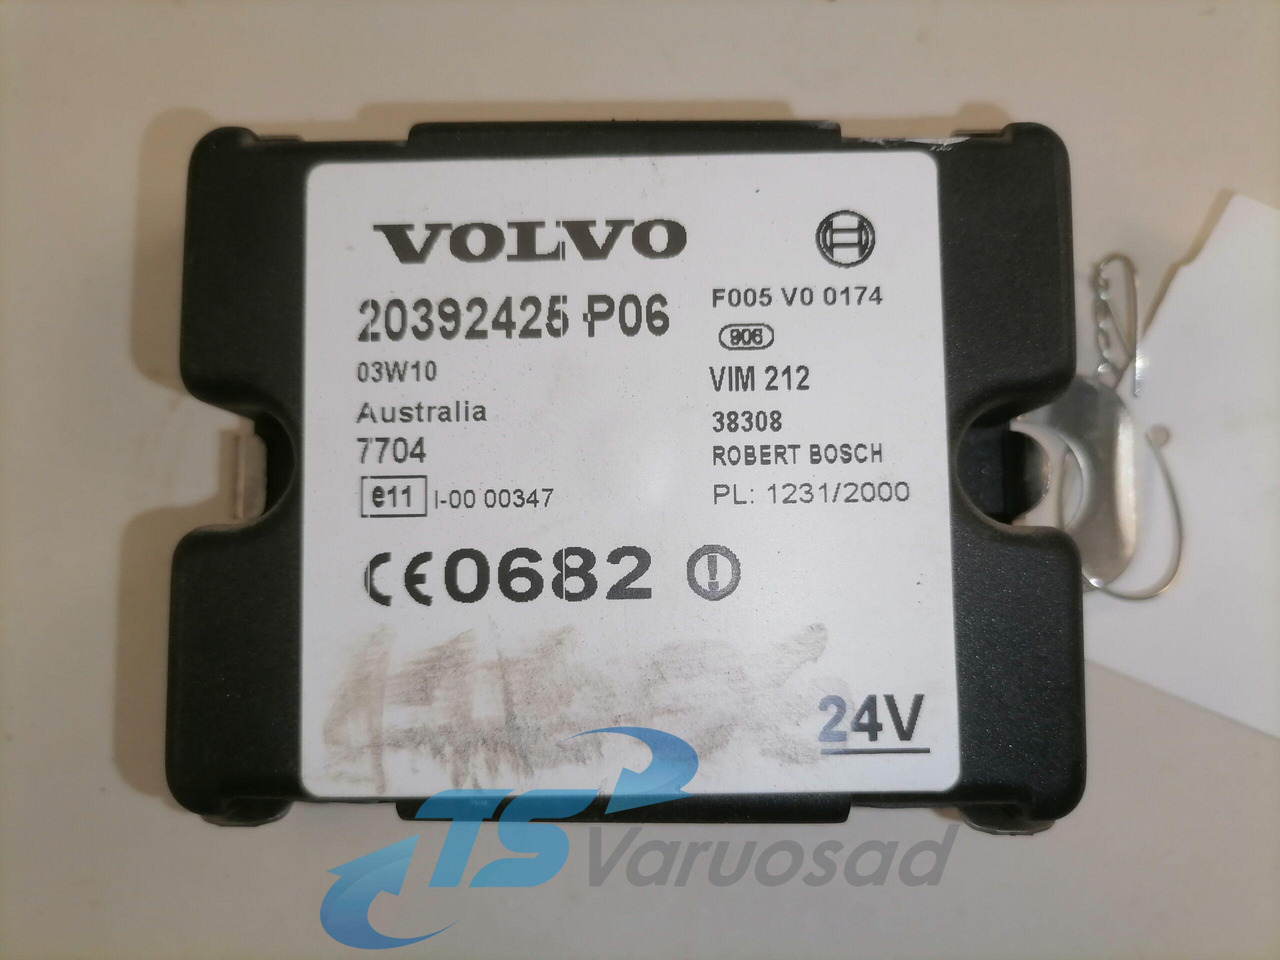 VOLVO
20392425 P06
03W10
Australia
7704
e11 I-00 00347
CE0682
F005 V0 0174
906
VIM 212
38308
ROBERT BOSCH
PL: 1231/2000
24V
TS Varuosad